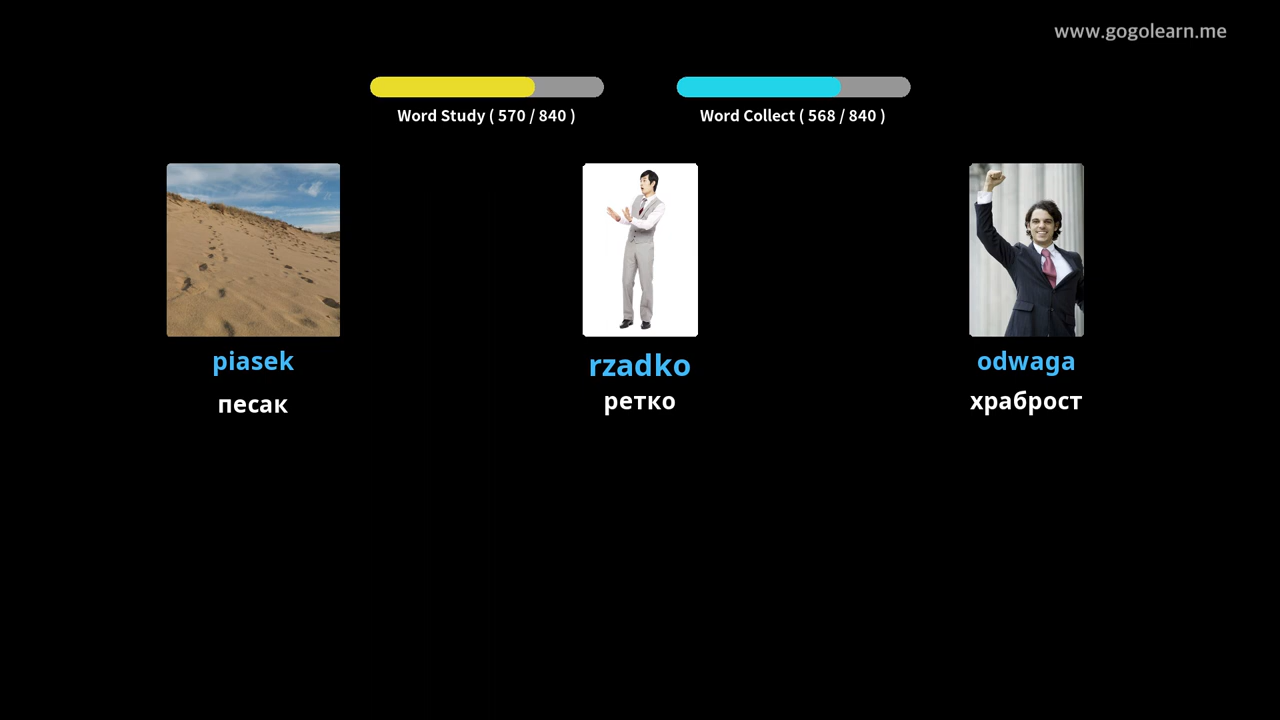 www.gogolearn.me
Word Study ( 570 / 840 )
Word Collect ( 568 / 840 )
piasek
rzadko
odwaga
песак
ретко
храброст